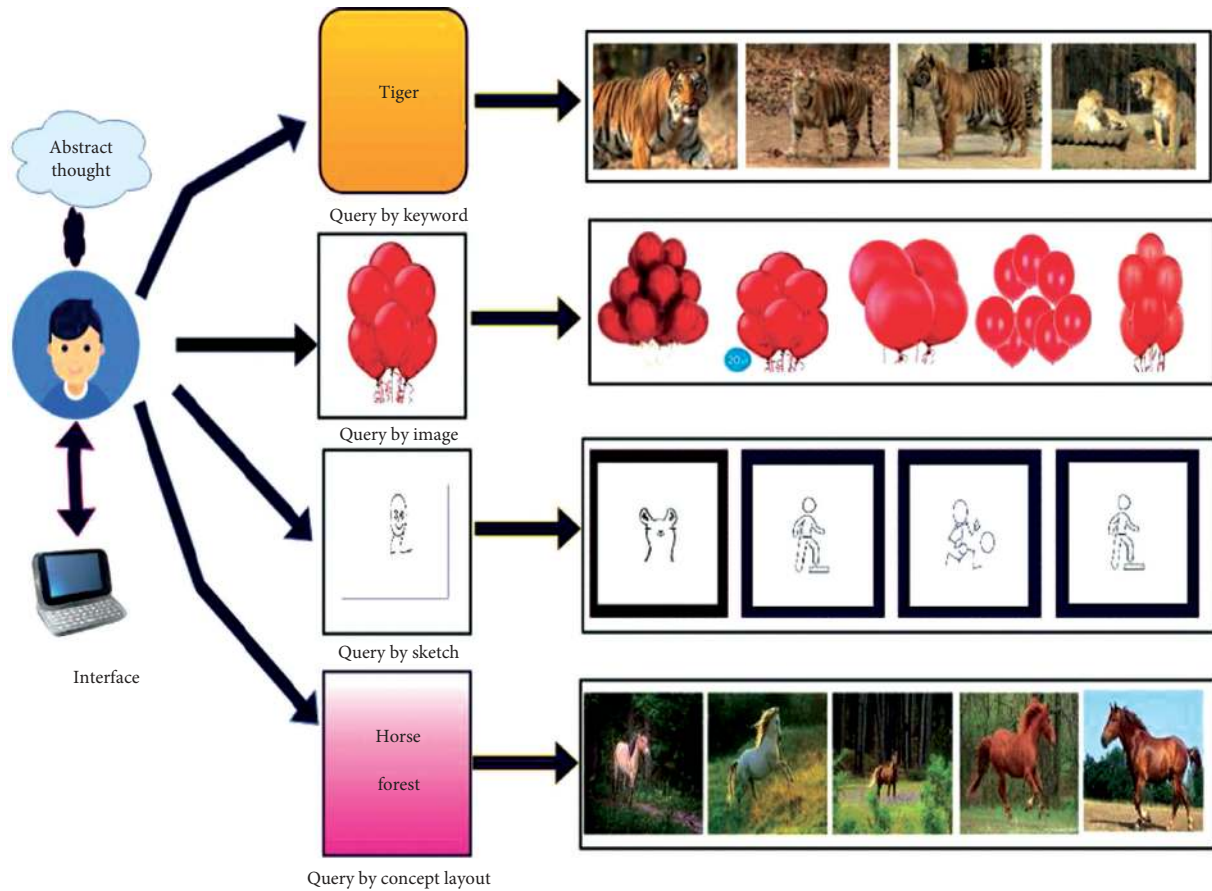 Abstract
thought
Interface
Tiger
Query by keyword
Query by image
Query by sketch
Horse
forest
Query by concept layout